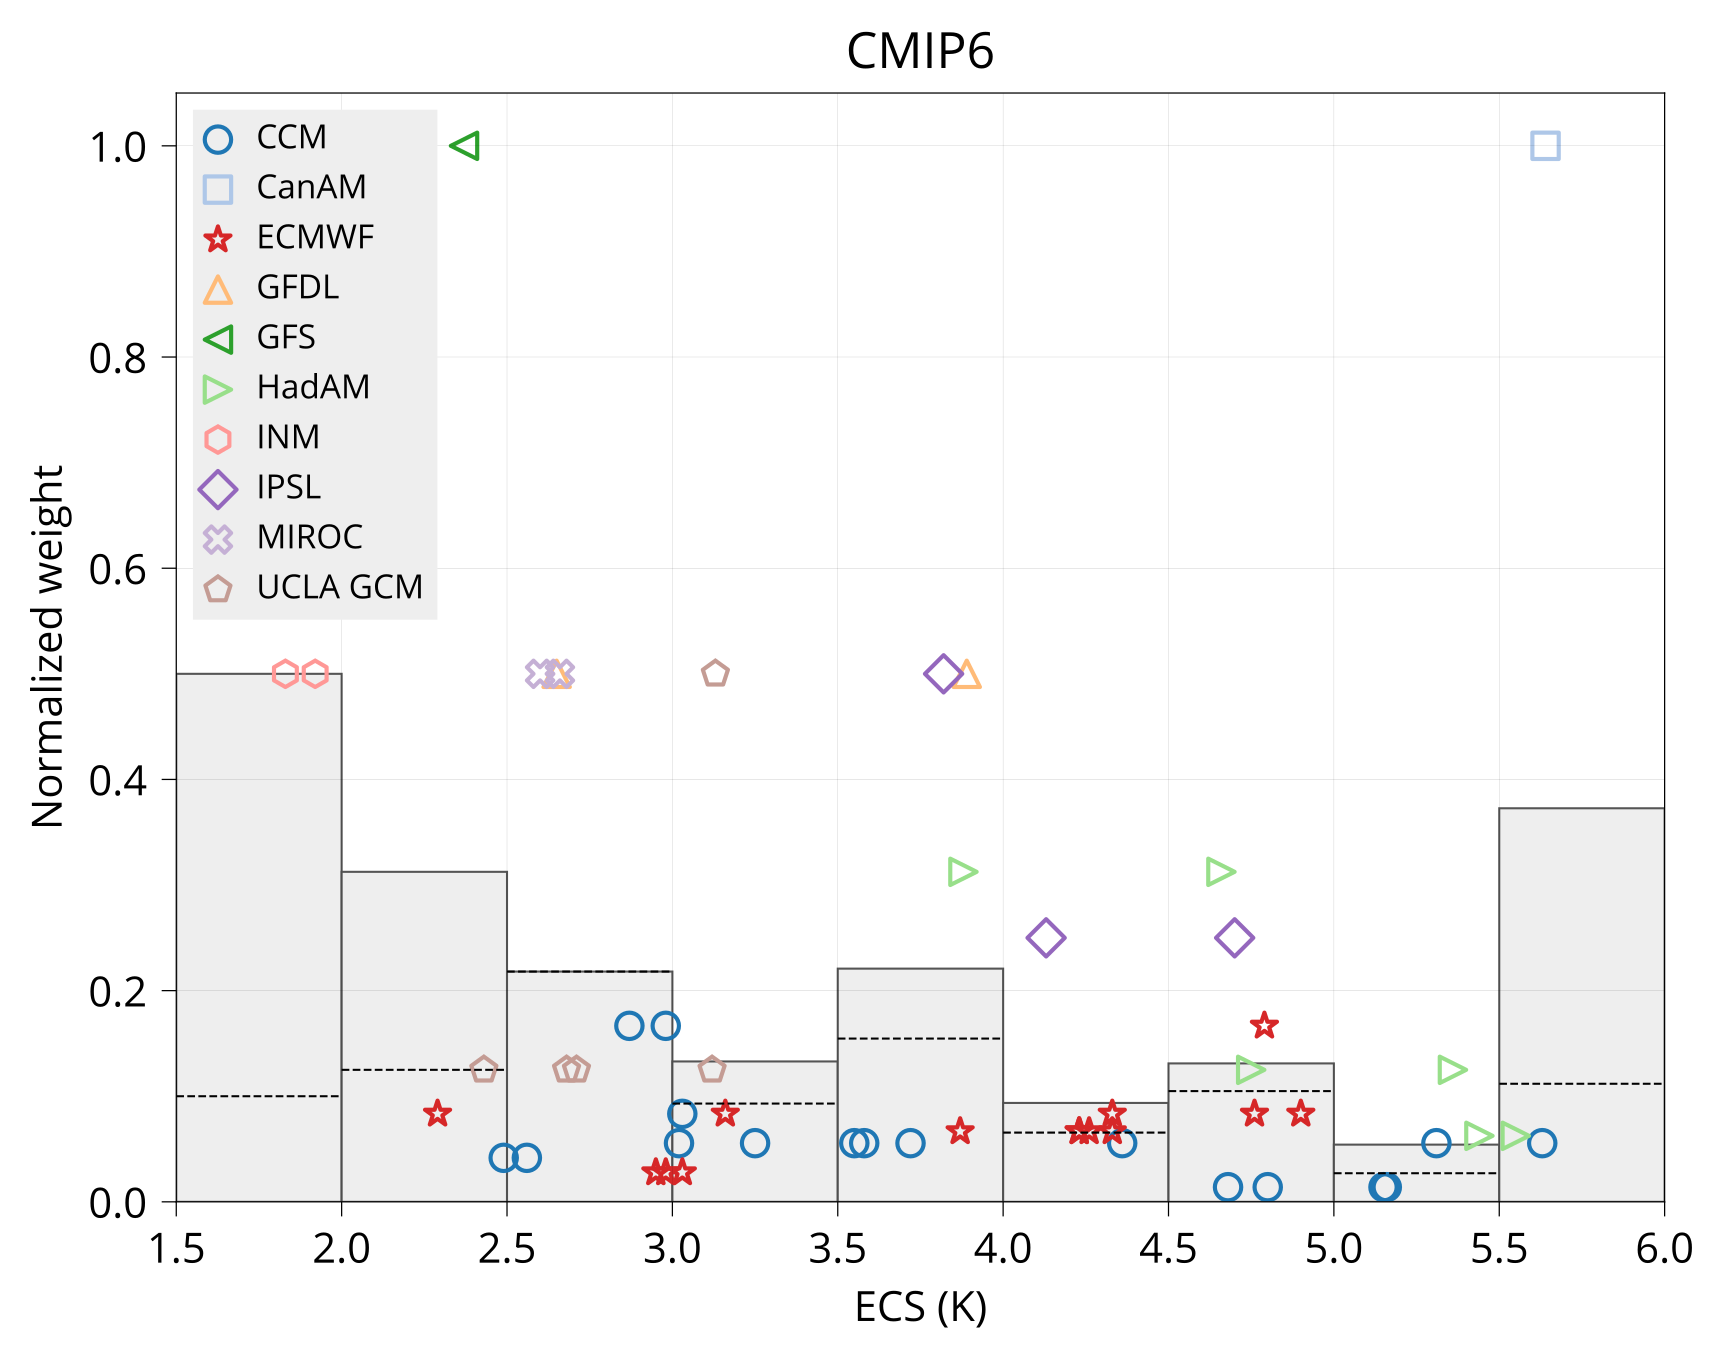 CMIP6
Normalized weight
1.0
0.8
0.6
0.4
0.2
0.0
CCM
CanAM
ECMWF
GFDL
GFS
HadAM
INM
IPSL
MIROC
UCLA GCM
1.5 2.0 2.5 3.0 3.5 4.0 4.5 5.0 5.5 6.0
ECS (K)